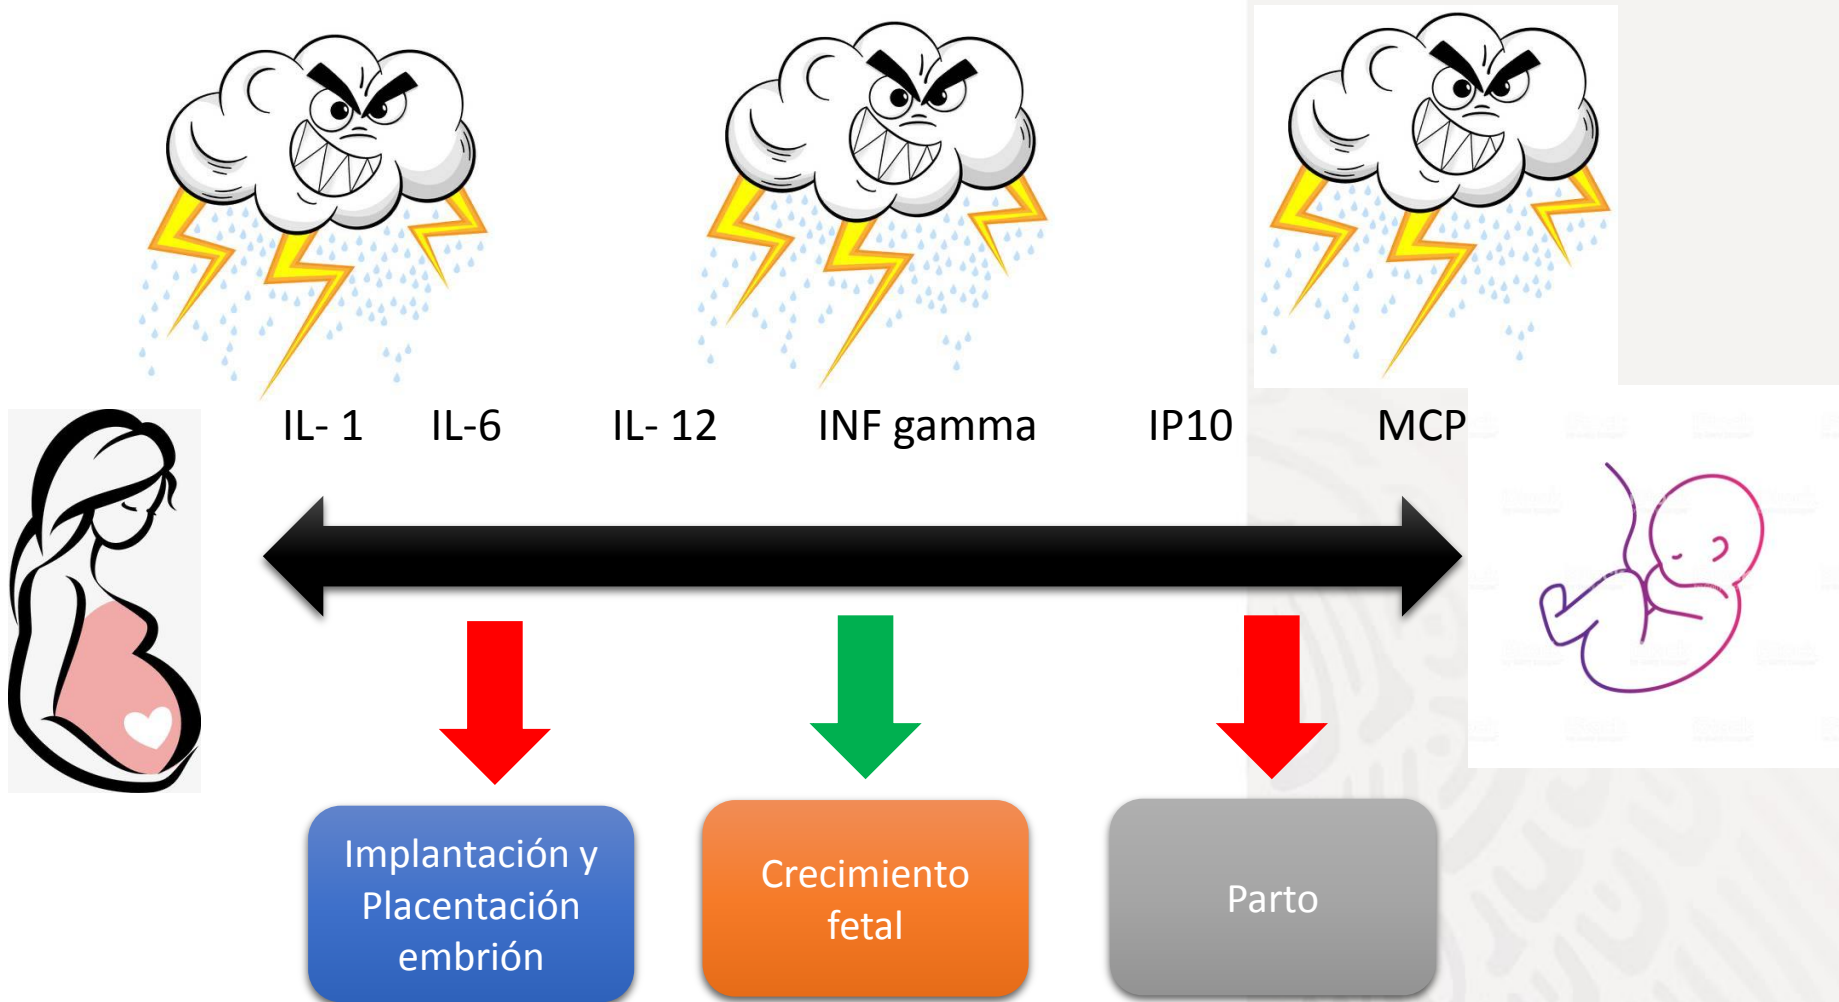 IL- 1 IL-6 IL- 12 INF gamma IP10 MCP
Implantación y
Placentación
embrión
Crecimiento
fetal
Parto